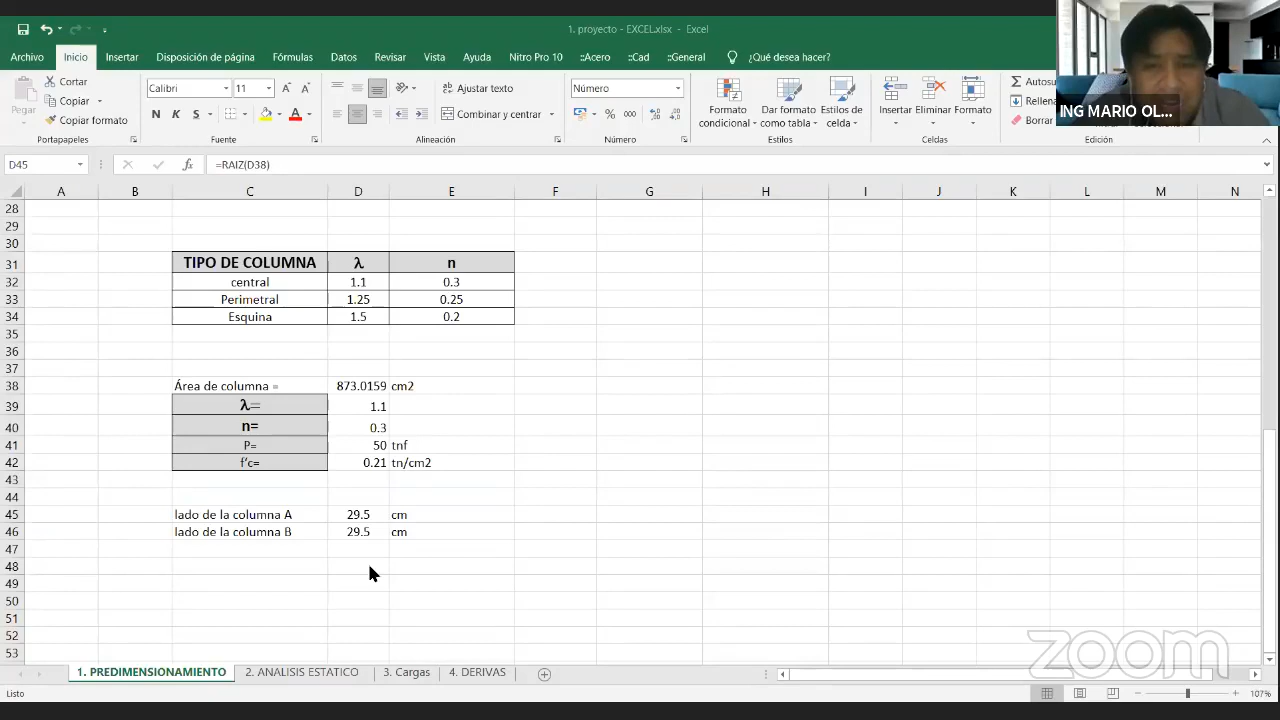 1. proyecto - EXCEL.xlsx - Excel
Archivo Inicio Insertar Disposición de página Fórmulas Datos Revisar Vista Ayuda Nitro Pro 10 ::Acero ::Cad ::General ¿Qué desea hacer?
Pegar
Cortar
Copiar
Copiar formato
Portapapeles
Calibri 11
N K S
Fuente
Ajustar texto
Combinar y centrar
Alineación
Número
% 000
Número
Formato condicional
Dar formato como tabla
Estilos de celda
Estilos
Insertar Eliminar Formato
Celdas
Autosu
Rellena
Borrar
Edición
ING MARIO OL...
D45 fx =RAIZ(D38)
A B C D E F G H I J K L M N
28
29
30
31 TIPO DE COLUMNA λ n
32 central 1.1 0.3
33 Perimetral 1.25 0.25
34 Esquina 1.5 0.2
35
36
37
38 Área de columna = 873.0159 cm2
39 λ= 1.1
40 n= 0.3
41 P= 50 tnf
42 f'c= 0.21 tn/cm2
43
44
45 lado de la columna A 29.5 cm
46 lado de la columna B 29.5 cm
47
48
49
50
51
52
53
zoom
1. PREDIMENSIONAMIENTO 2. ANALISIS ESTATICO 3. Cargas 4. DERIVAS
Listo 107%